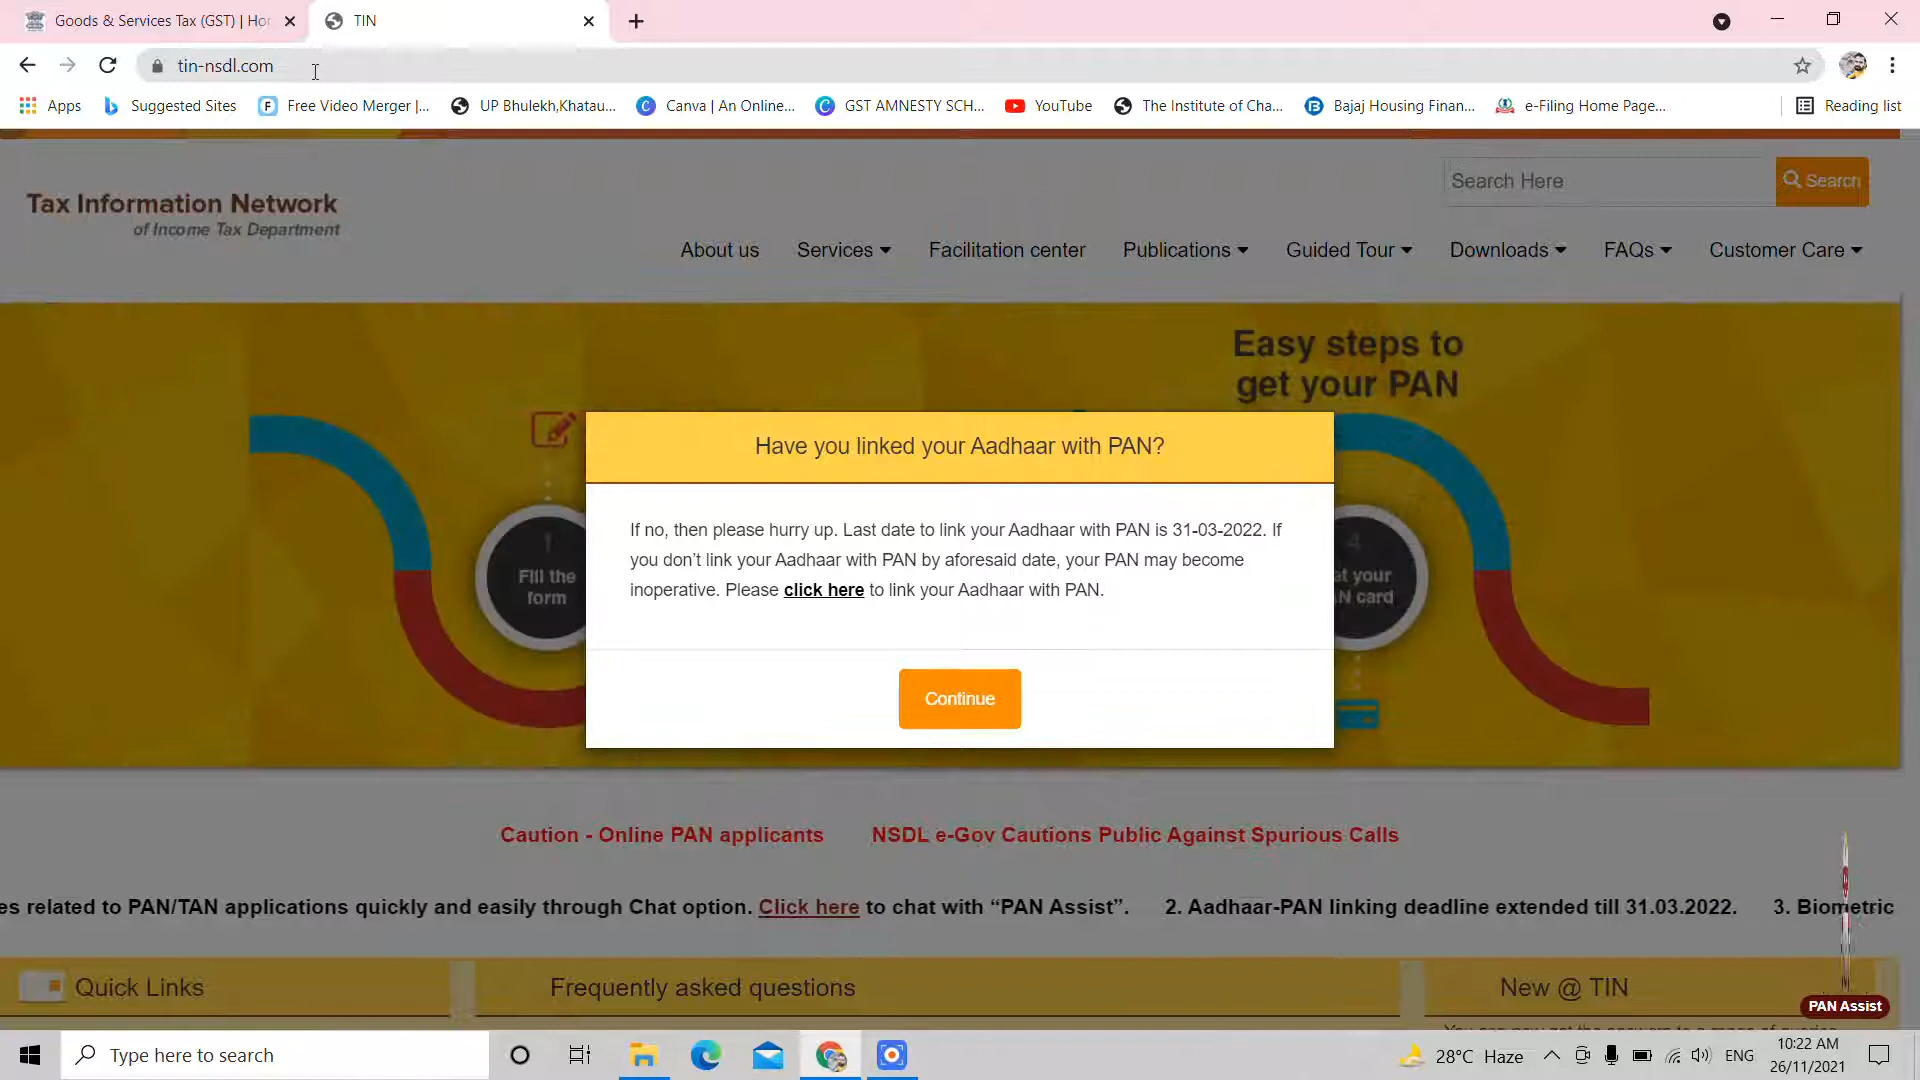 Goods & Services Tax (GST) | Ho
TIN
tin-nsdl.com
Apps
Suggested Sites
Free Video Merger |...
UP Bhulekh,Khatau...
Canva | An Online...
GST AMNESTY SCH...
YouTube
The Institute of Cha...
Bajaj Housing Finan...
e-Filing Home Page...
Reading list
Search Here
Search
Tax Information Network
of Income Tax Department
About us
Services
Facilitation center
Publications
Guided Tour
Downloads
FAQs
Customer Care
Easy steps to
get your PAN
1
Fill the
form
4
at your
N card
Have you linked your Aadhaar with PAN?
If no, then please hurry up. Last date to link your Aadhaar with PAN is 31-03-2022. If
you don’t link your Aadhaar with PAN by aforesaid date, your PAN may become
inoperative. Please click here to link your Aadhaar with PAN.
Continue
Caution - Online PAN applicants
NSDL e-Gov Cautions Public Against Spurious Calls
es related to PAN/TAN applications quickly and easily through Chat option. Click here to chat with “PAN Assist”. 2. Aadhaar-PAN linking deadline extended till 31.03.2022. 3. Biometric
Quick Links
Frequently asked questions
New @ TIN
PAN Assist
Type here to search
28°C Haze
ENG
10:22 AM
26/11/2021